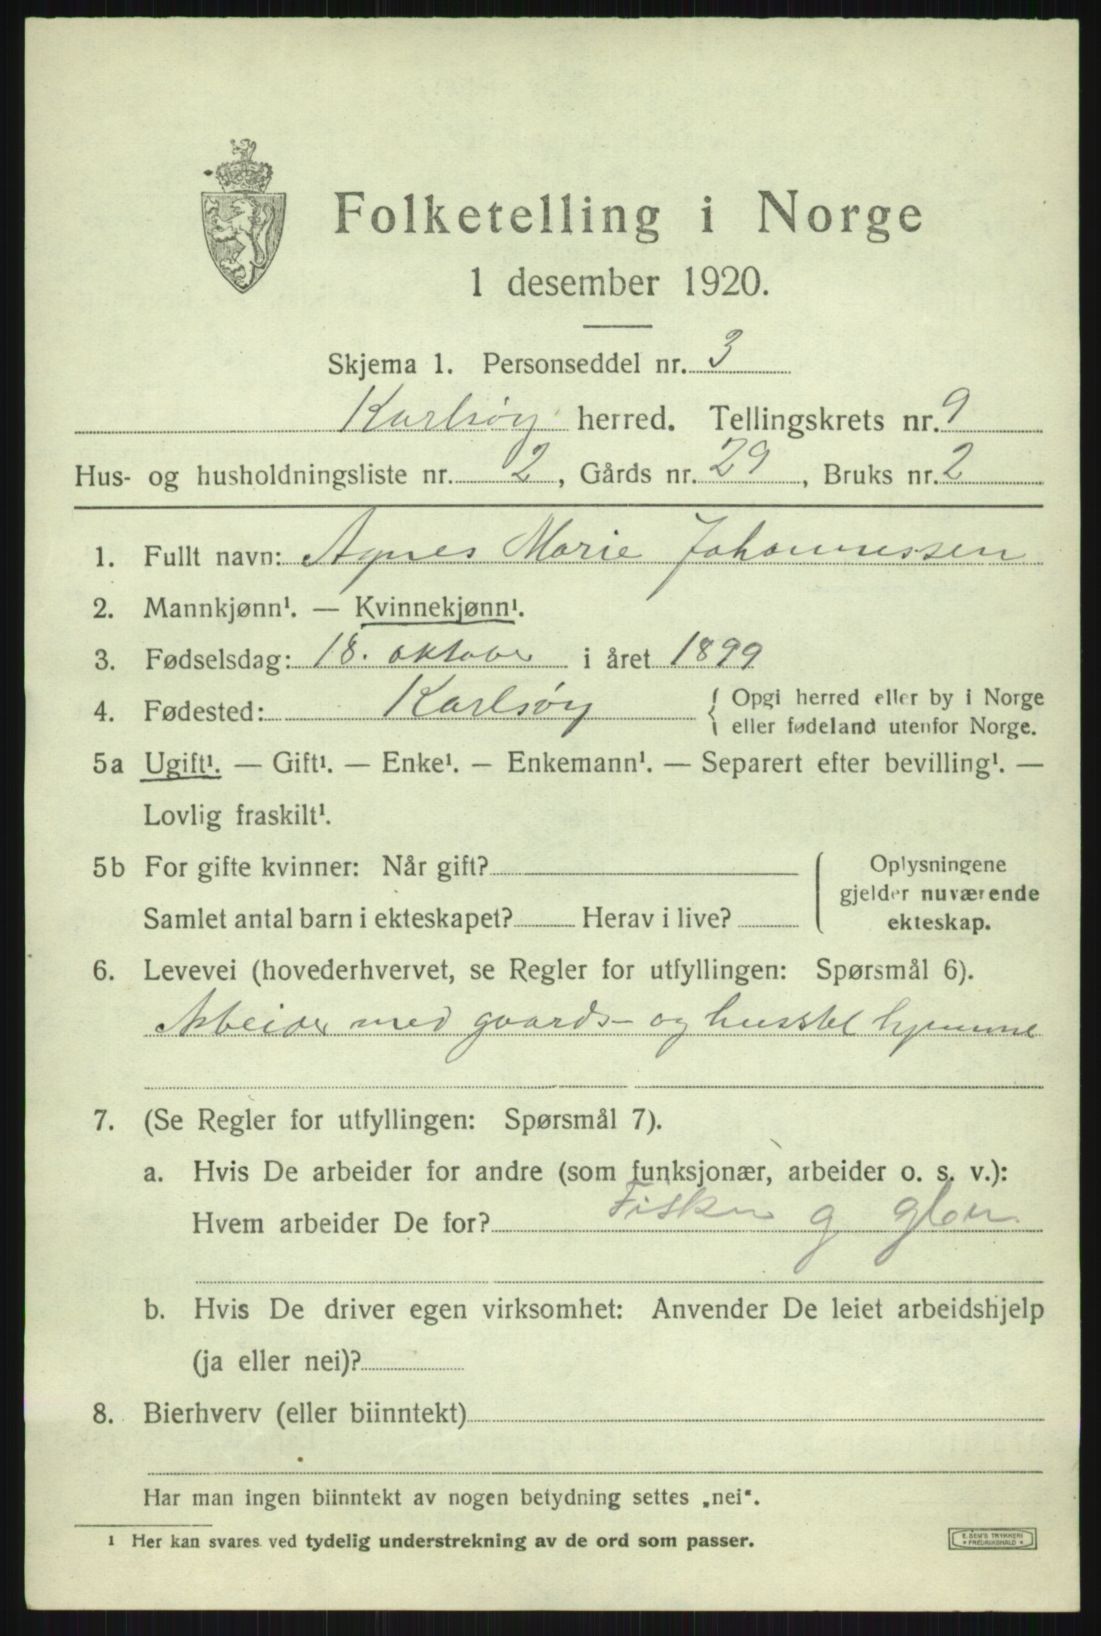 Folketelling i Norge
1 desember 1920.
Skjema 1. Personseddel nr. 3
Karlsøy herred. Tellingskrets nr. 9
Hus- og husholdningsliste nr. 2, Gårds nr. 29, Bruks nr. 2
1. Fullt navn: Agnes Marie Johannessen
2. Mannkjønn¹. — Kvinnekjønn¹.
3. Fødselsdag: 18. oktober i året 1899
4. Fødested: Karlsøy { Opgi herred eller by i Norge
eller fødeland utenfor Norge.
5a Ugift¹. — Gift¹. — Enke¹. — Enkemann¹. — Separert efter bevilling¹. —
Lovlig fraskilt¹.
5b For gifte kvinner: Når gift?
Samlet antal barn i ekteskapet? Herav i live?
Oplysningene
gjelder nuværende
ekteskap.
6. Levevei (hovederhvervet, se Regler for utfyllingen: Spørsmål 6).
Arbeider med gaards- og husstel hjemme
7. (Se Regler for utfyllingen: Spørsmål 7).
a. Hvis De arbeider for andre (som funksjonær, arbeider o. s. v.):
Hvem arbeider De for? Fisker g
b. Hvis De driver egen virksomhet: Anvender De leiet arbeidshjelp
(ja eller nei)?
8. Bierhverv (eller biinntekt)
Har man ingen biinntekt av nogen betydning settes „nei“.
¹ Her kan svares ved tydelig understrekning av de ord som passer.
E. SEM'S TRYKKERI
* FREDRIKSHALD *